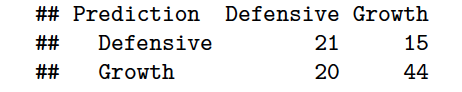 ## Prediction  Defensive Growth
##   Defensive         21     15
##   Growth            20     44